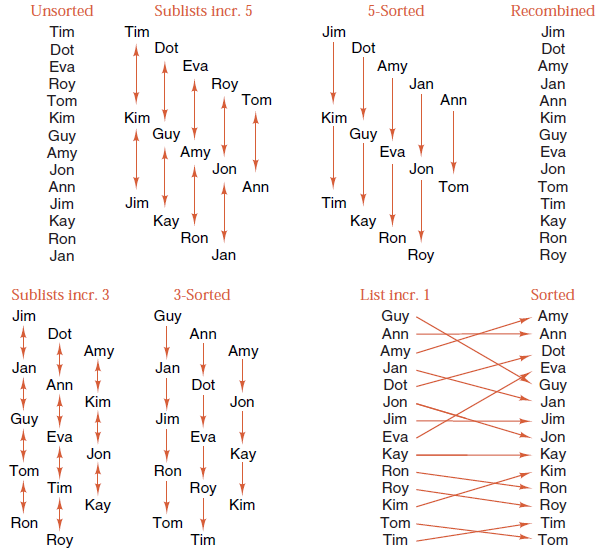 Unsorted
Tim
Dot
Eva
Roy
Tom
Kim
Guy
Amy
Jon
Ann
Jim
Kay
Ron
Jan
Sublists incr. 5
Tim
Dot
Eva
Roy
Tom
Kim
Guy
Amy
Jon
Ann
Jim
Kay
Ron
Jan
5-Sorted
Jim
Dot
Amy
Jan
Ann
Kim
Guy
Eva
Jon
Tom
Tim
Kay
Ron
Roy
Recombined
Jim
Dot
Amy
Jan
Ann
Kim
Guy
Eva
Jon
Tom
Tim
Kay
Ron
Roy
Sublists incr. 3
Jim
Dot
Amy
Jan
Ann
Kim
Guy
Eva
Jon
Tom
Tim
Kay
Ron
Roy
3-Sorted
Guy
Ann
Amy
Jan
Dot
Jon
Jim
Eva
Kay
Ron
Roy
Kim
Tom
Tim
List incr. 1
Guy
Ann
Amy
Jan
Dot
Jon
Jim
Eva
Kay
Ron
Roy
Kim
Tom
Tim
Sorted
Amy
Ann
Dot
Eva
Guy
Jan
Jim
Jon
Kay
Kim
Ron
Roy
Tim
Tom